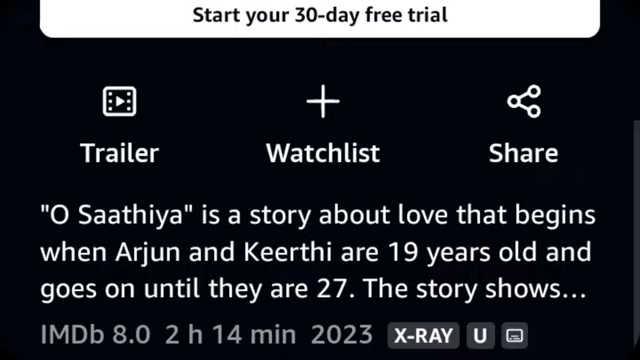 Start your 30-day free trial
Trailer
Watchlist
Share
"O Saathiya" is a story about love that begins
when Arjun and Keerthi are 19 years old and
goes on until they are 27. The story shows...
IMDb 8.0 2 h 14 min 2023 X-RAY U